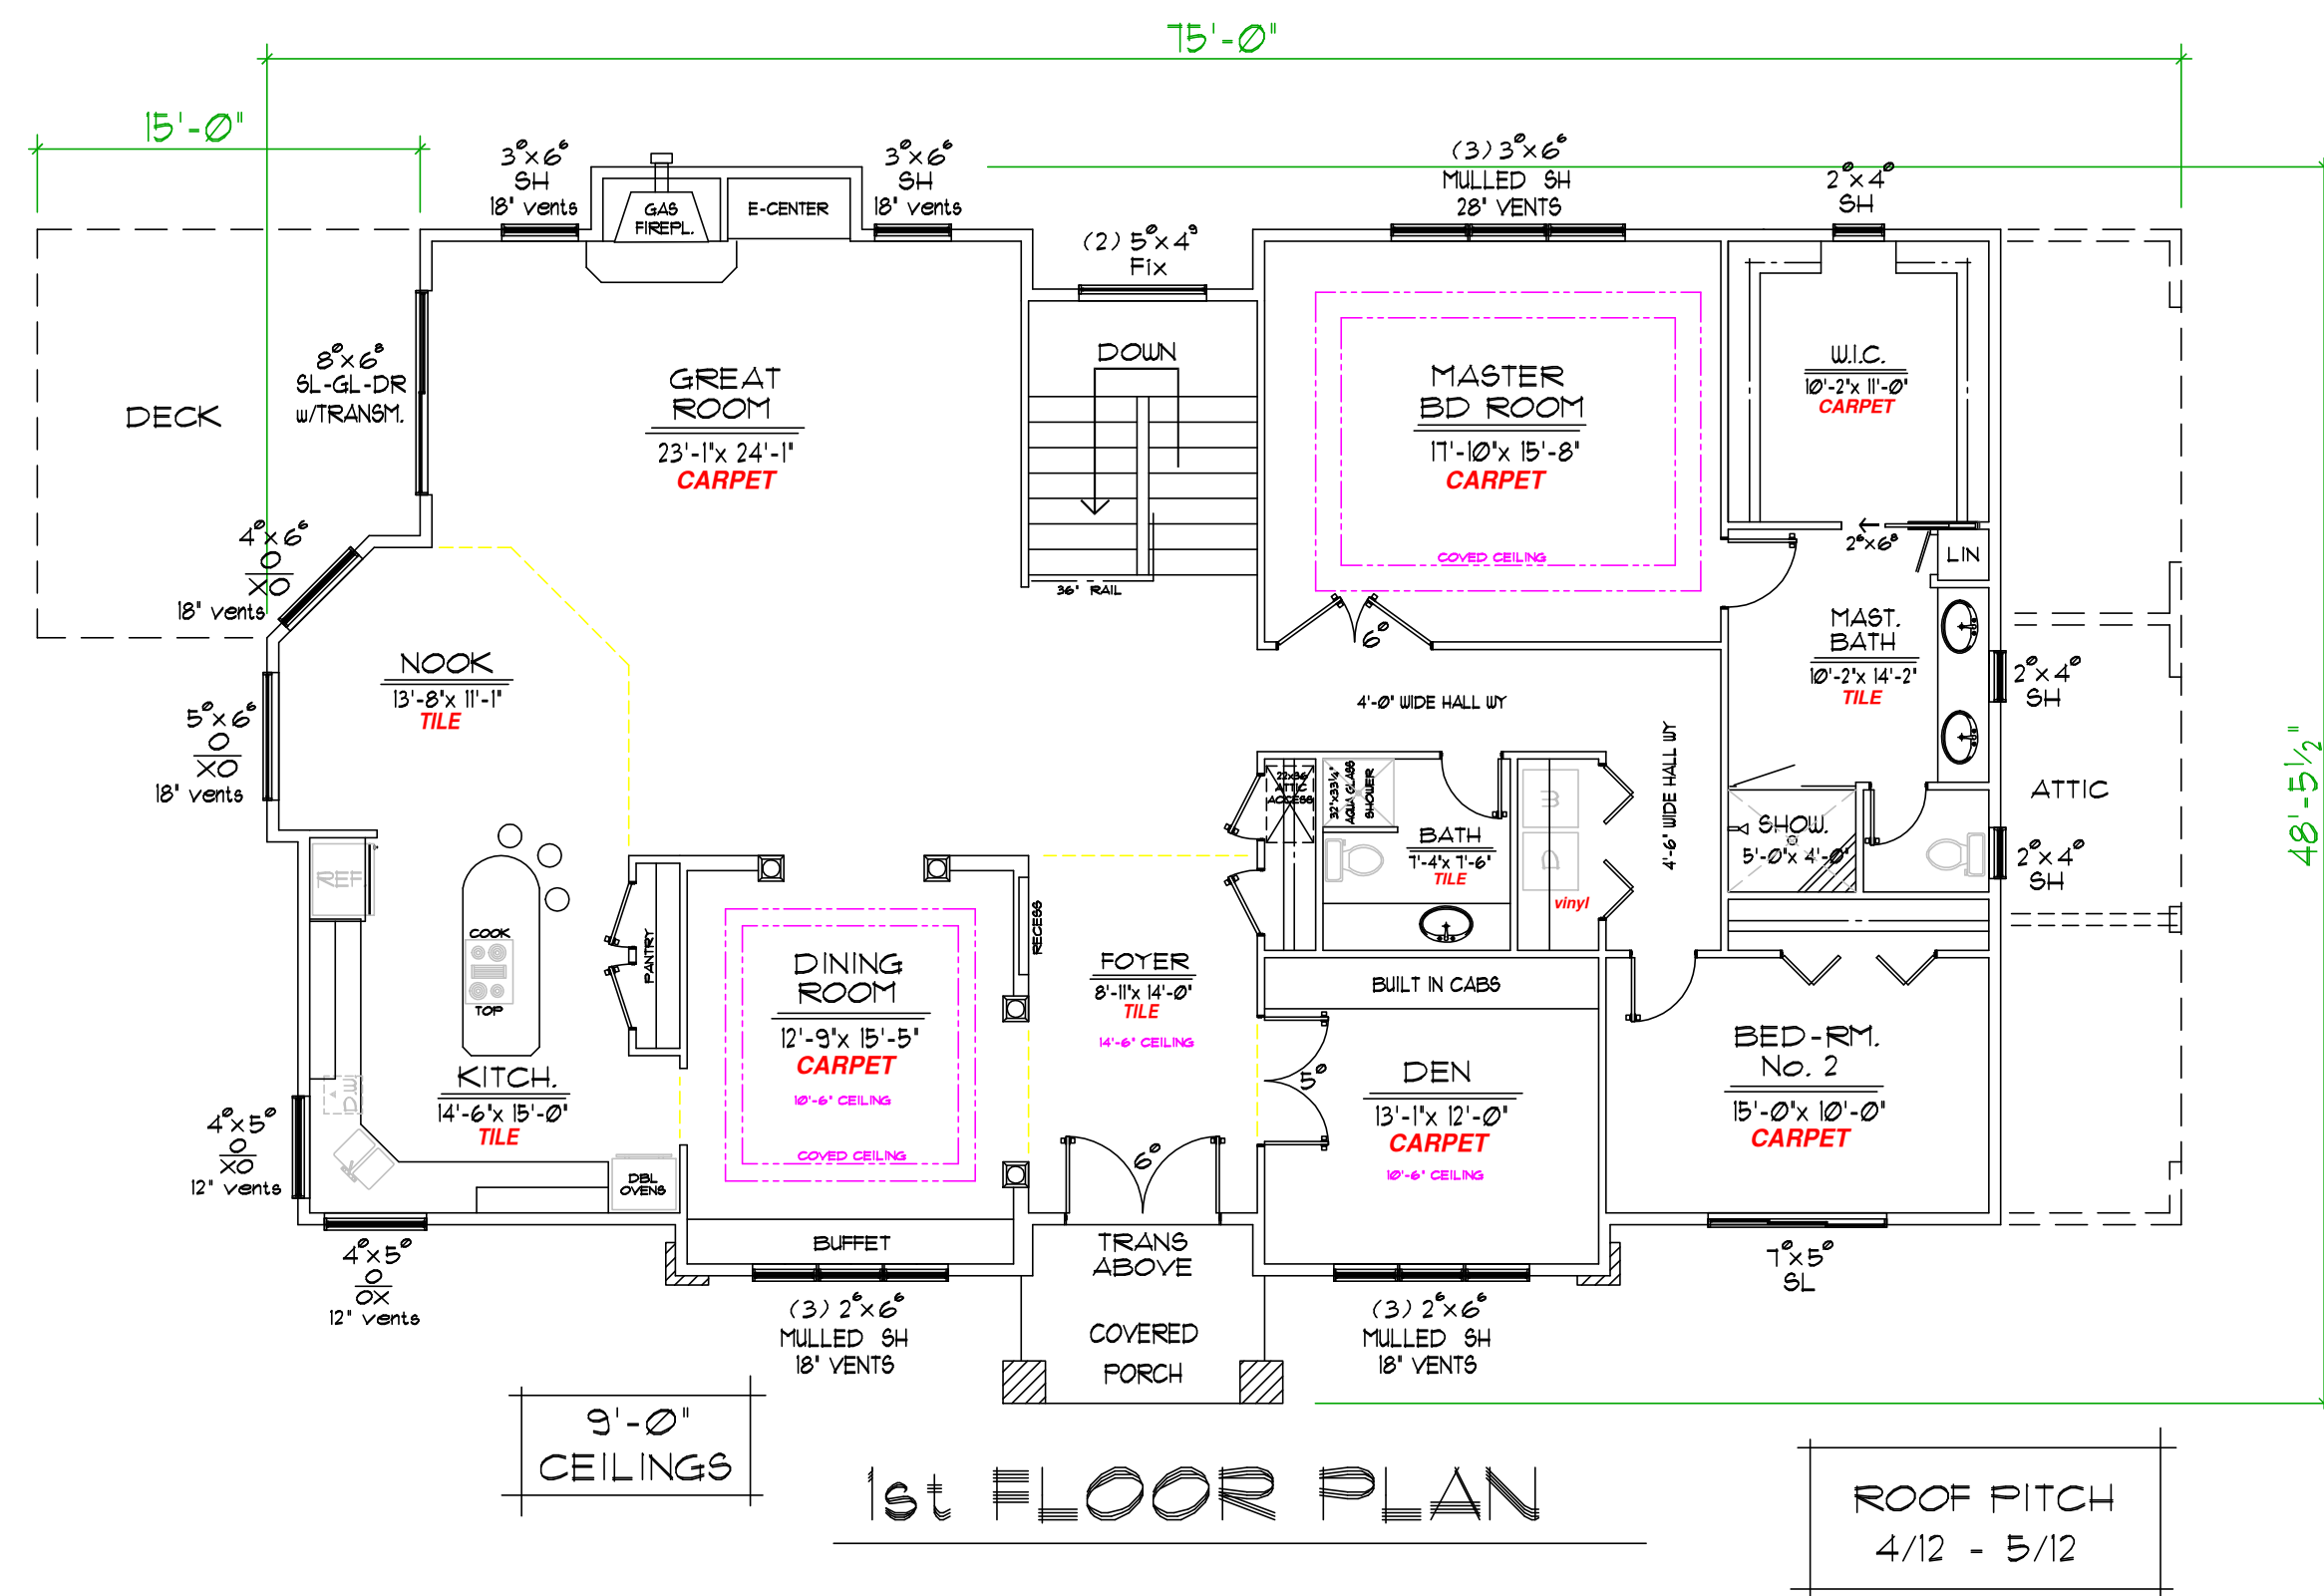 75'-0"
15'-0"
3⁰x6⁶
SH
18" vents
GAS
FIREPL.
E-CENTER
3⁰x6⁶
SH
18" vents
(2) 5⁰x4⁹
Fix
(3) 3⁰x6⁶
MULLED SH
28" VENTS
2⁰x4⁰
SH
DECK
8⁰x6⁸
SL-GL-DR
w/TRANSM.
GREAT
ROOM
23'-1"x 24'-1"
CARPET
DOWN
36" RAIL
MASTER
BD ROOM
17'-10"x 15'-8"
CARPET
COVED CEILING
W.I.C.
10'-2"x 11'-0"
CARPET
2⁶x6⁸
LIN
4⁰x6⁶
O
XO
18" vents
NOOK
13'-8"x 11'-1"
TILE
5⁰x6⁶
O
XO
18" vents
6⁰
4'-0" WIDE HALL WY
4'-6" WIDE HALL WY
MAST.
BATH
10'-2"x 14'-2"
TILE
2⁰x4⁰
SH
ATTIC
48'-5½"
22x36
ATTIC
ACCESS
32"x33¼"
AQUA GLASS
SHOWER
BATH
7'-4"x 7'-6"
TILE
W
D
vinyl
SHOW.
5'-0"x 4'-0"
2⁰x4⁰
SH
REF.
COOK
TOP
PANTRY
RECESS
DINING
ROOM
12'-9"x 15'-5"
CARPET
10'-6" CEILING
COVED CEILING
FOYER
8'-11"x 14'-0"
TILE
14'-6" CEILING
BUILT IN CABS
DEN
13'-1"x 12'-0"
CARPET
10'-6" CEILING
5⁰
BED-RM.
No. 2
15'-0"x 10'-0"
CARPET
D.W.
KITCH.
14'-6"x 15'-0"
TILE
4⁰x5⁰
O
XO
12" vents
DBL
OVENS
6⁰
4⁰x5⁰
O
OX
12" vents
BUFFET
TRANS
ABOVE
7⁰x5⁰
SL
(3) 2⁶x6⁶
MULLED SH
18" VENTS
COVERED
PORCH
(3) 2⁶x6⁶
MULLED SH
18" VENTS
9'-0"
CEILINGS
1st FLOOR PLAN
ROOF PITCH
4/12 - 5/12